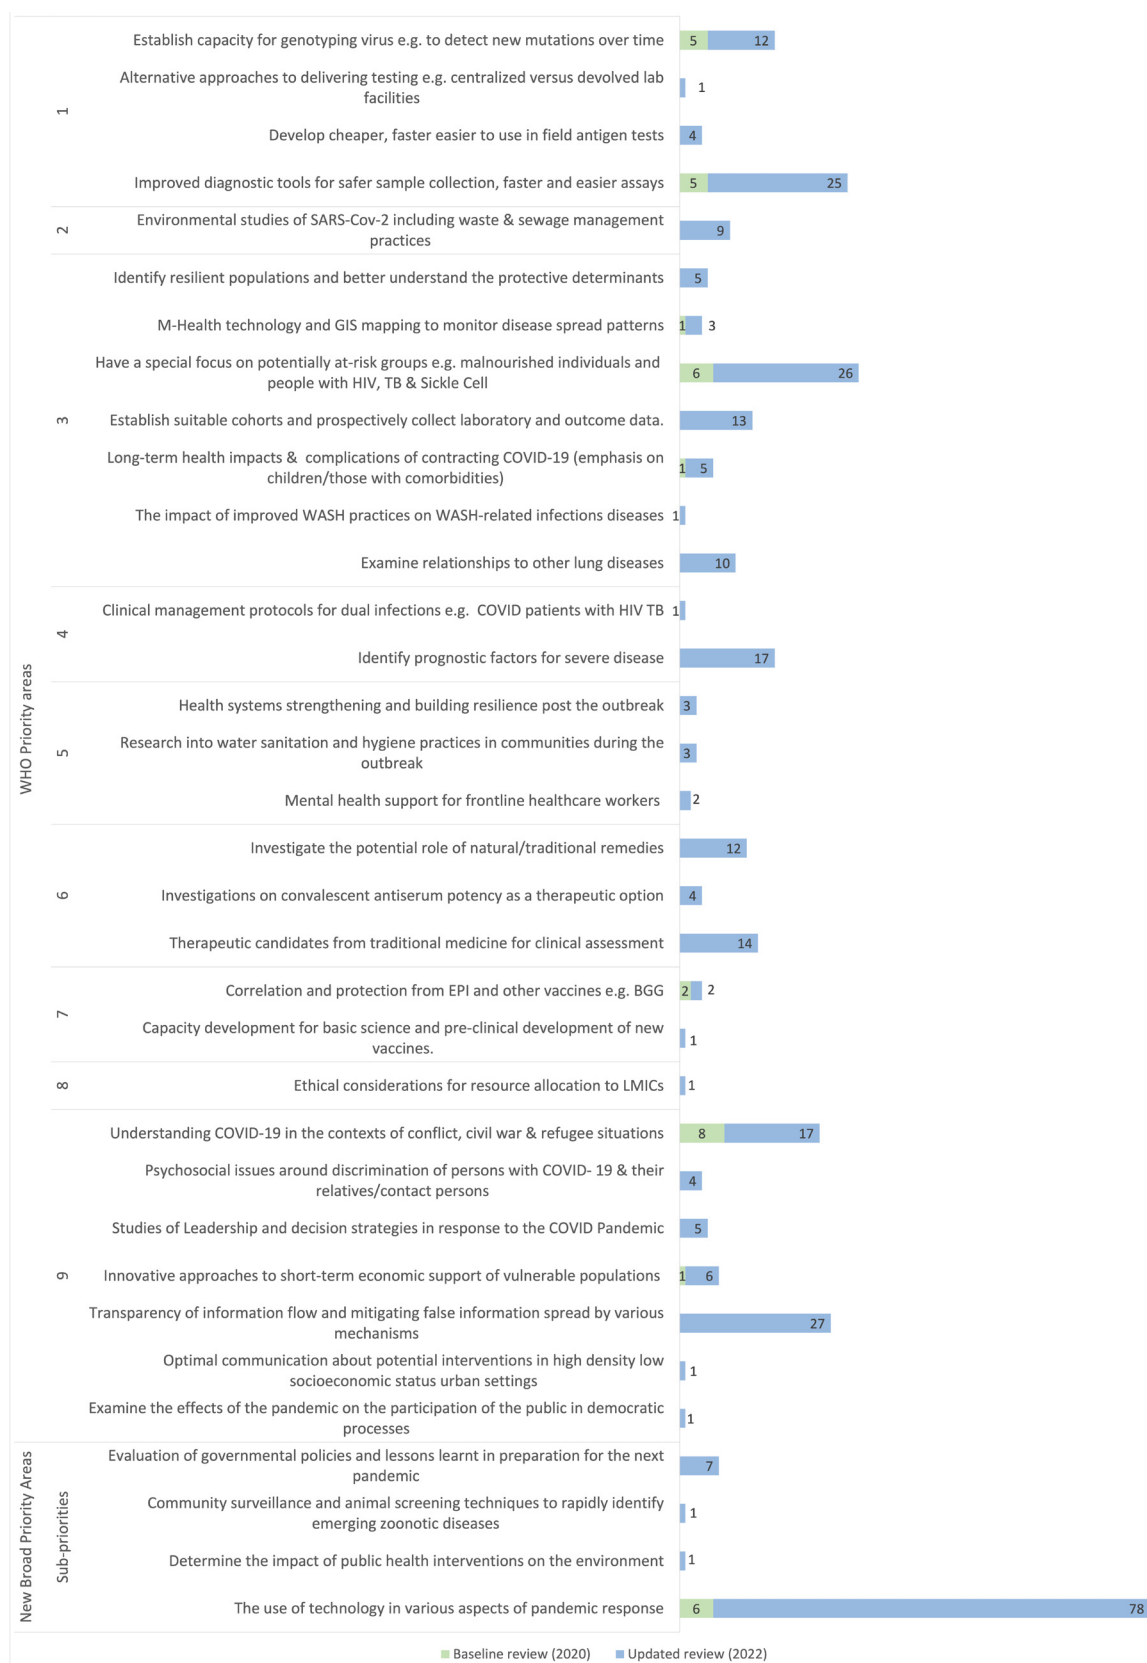 WHO Priority areas
1
Establish capacity for genotyping virus e.g. to detect new mutations over time
5 12
Alternative approaches to delivering testing e.g. centralized versus devolved lab
facilities
1
Develop cheaper, faster easier to use in field antigen tests
4
Improved diagnostic tools for safer sample collection, faster and easier assays
5 25
2
Environmental studies of SARS-Cov-2 including waste & sewage management
practices
9
3
Identify resilient populations and better understand the protective determinants
5
M-Health technology and GIS mapping to monitor disease spread patterns
1 3
Have a special focus on potentially at-risk groups e.g. malnourished individuals and
people with HIV, TB & Sickle Cell
6 26
Establish suitable cohorts and prospectively collect laboratory and outcome data.
13
Long-term health impacts & complications of contracting COVID-19 (emphasis on
children/those with comorbidities)
1 5
The impact of improved WASH practices on WASH-related infections diseases
1
Examine relationships to other lung diseases
10
4
Clinical management protocols for dual infections e.g. COVID patients with HIV TB
1
Identify prognostic factors for severe disease
17
5
Health systems strengthening and building resilience post the outbreak
3
Research into water sanitation and hygiene practices in communities during the
outbreak
3
Mental health support for frontline healthcare workers
2
6
Investigate the potential role of natural/traditional remedies
12
Investigations on convalescent antiserum potency as a therapeutic option
4
Therapeutic candidates from traditional medicine for clinical assessment
14
7
Correlation and protection from EPI and other vaccines e.g. BGG
2 2
Capacity development for basic science and pre-clinical development of new
vaccines.
1
8
Ethical considerations for resource allocation to LMICs
1
9
Understanding COVID-19 in the contexts of conflict, civil war & refugee situations
8 17
Psychosocial issues around discrimination of persons with COVID- 19 & their
relatives/contact persons
4
Studies of Leadership and decision strategies in response to the COVID Pandemic
5
Innovative approaches to short-term economic support of vulnerable populations
1 6
Transparency of information flow and mitigating false information spread by various
mechanisms
27
Optimal communication about potential interventions in high density low
socioeconomic status urban settings
1
Examine the effects of the pandemic on the participation of the public in democratic
processes
1
New Broad Priority Areas
Sub-priorities
Evaluation of governmental policies and lessons learnt in preparation for the next
pandemic
7
Community surveillance and animal screening techniques to rapidly identify
emerging zoonotic diseases
1
Determine the impact of public health interventions on the environment
1
The use of technology in various aspects of pandemic response
6 78
Baseline review (2020) Updated review (2022)